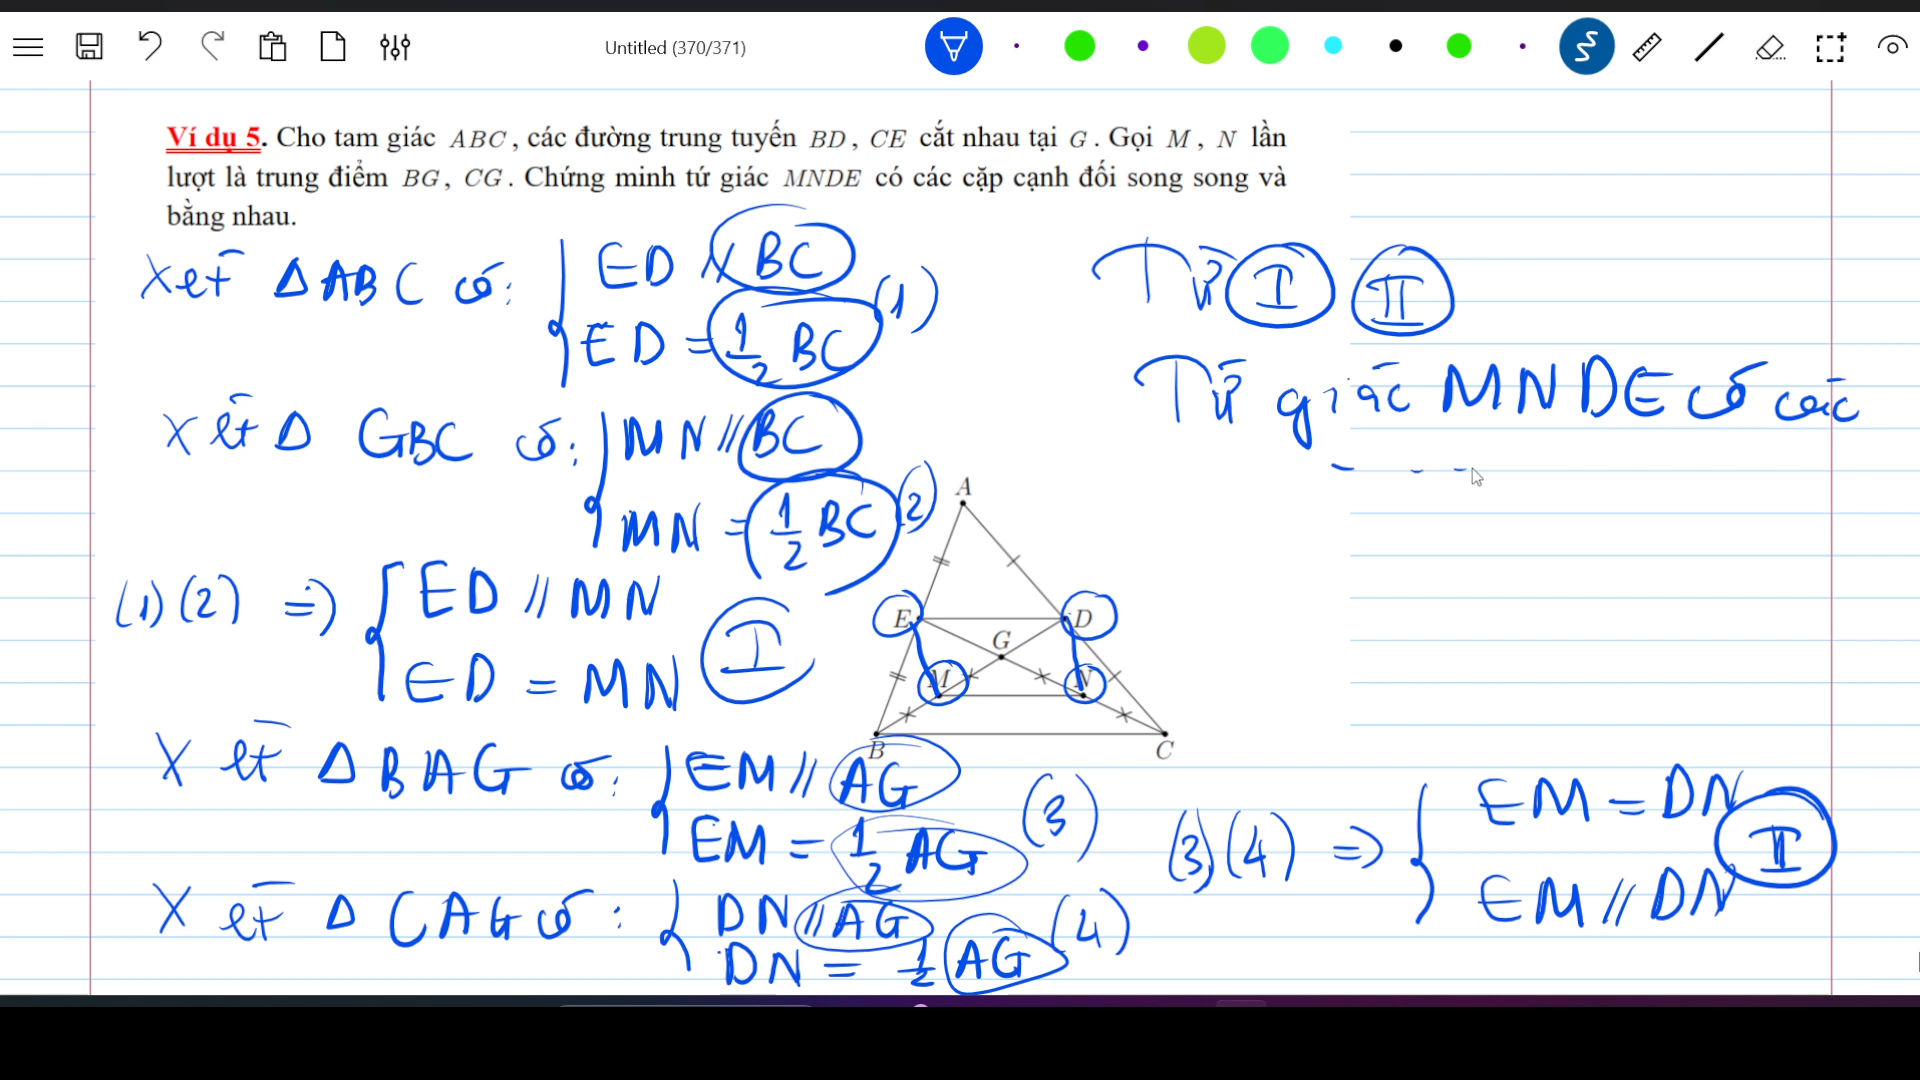 Untitled (370/371)
Ví dụ 5. Cho tam giác ABC, các đường trung tuyến BD, CE cắt nhau tại G. Gọi M, N lần
lượt là trung điểm BG, CG. Chứng minh tứ giác MNDE có các cặp cạnh đối song song và
bằng nhau.
Xét Δ ABC có: { ED // BC
ED = 1/2 BC (1)
Xét Δ GBC có: { MN // BC
MN = 1/2 BC (2)
(1) (2) => { ED // MN
ED = MN I
Xét Δ BAG có: { EM // AG
EM = 1/2 AG (3)
Xét Δ CAG có: { DN // AG
DN = 1/2 AG (4)
(3) (4) => { EM = DN
EM // DN II
Từ I II
Tứ giác MNDE có các
A
E D
G
M N
B C